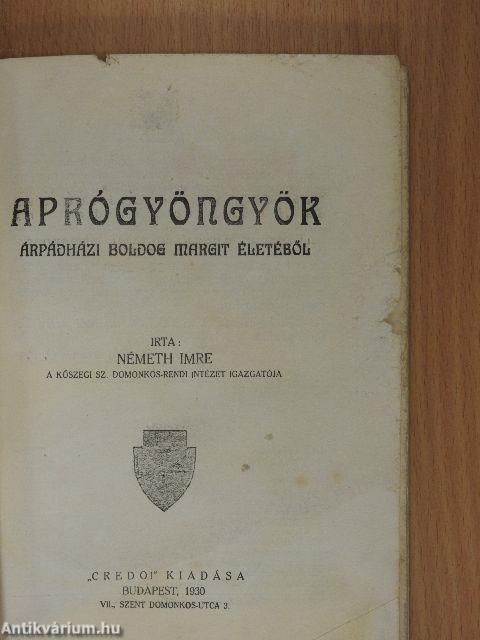 APRÓGYÖNGYÖK
ÁRPÁDHÁZI BOLDOG MARGIT ÉLETÉBŐL
IRTA:
NÉMETH IMRE
A KŐSZEGI SZ. DOMONKOS-RENDI INTÉZET IGAZGATÓJA
„CREDO!" KIADÁSA
BUDAPEST, 1930
VII., SZENT DOMONKOS-UTCA 3.
Antikvárium.hu